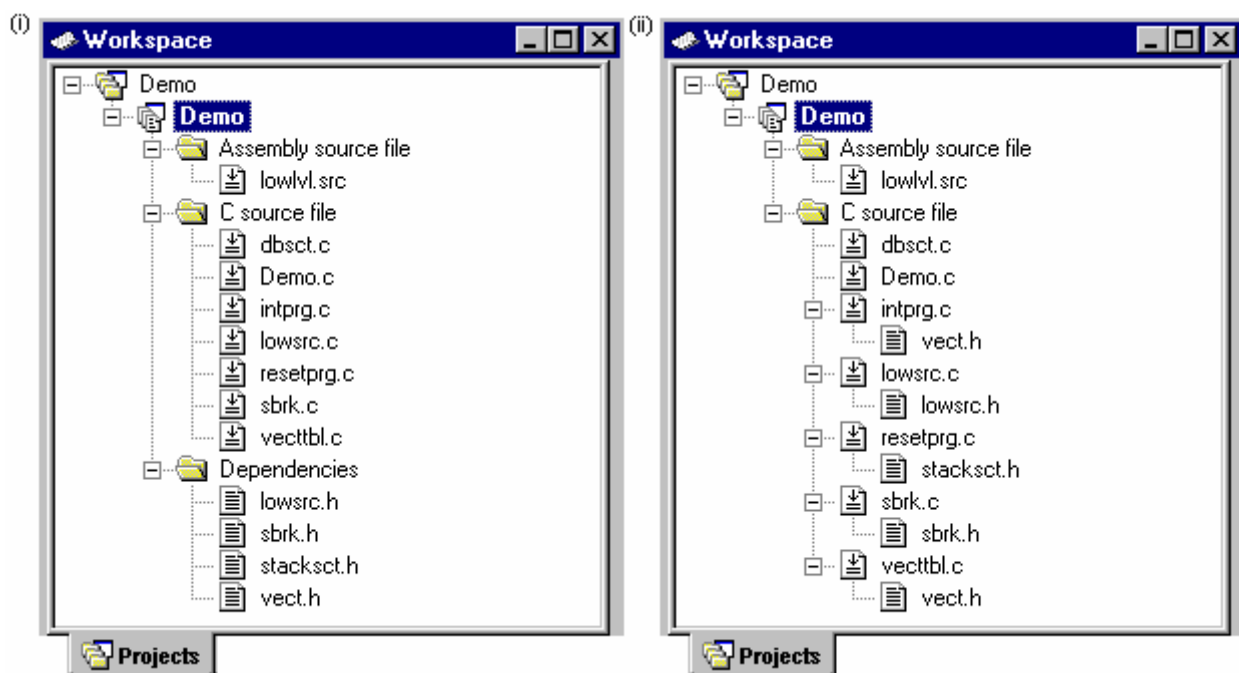 (i)
Workspace
Demo
Demo
Assembly source file
lowlvl.src
C source file
dbsct.c
Demo.c
intprg.c
lowsrc.c
resetprg.c
sbrk.c
vecttbl.c
Dependencies
lowsrc.h
sbrk.h
stacksct.h
vect.h
Projects
(ii)
Workspace
Demo
Demo
Assembly source file
lowlvl.src
C source file
dbsct.c
Demo.c
intprg.c
vect.h
lowsrc.c
lowsrc.h
resetprg.c
stacksct.h
sbrk.c
sbrk.h
vecttbl.c
vect.h
Projects